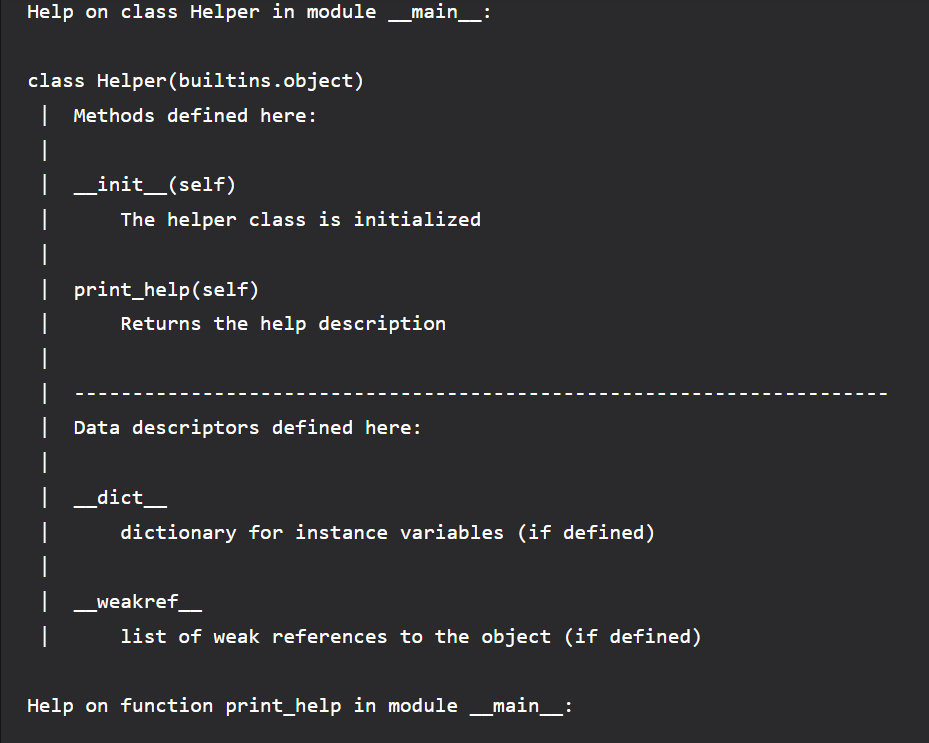 Help on class Helper in module __main__:
class Helper(builtins.object)
 |  Methods defined here:
 |
 |  __init__(self)
 |      The helper class is initialized
 |
 |  print_help(self)
 |      Returns the help description
 |
 |  ----------------------------------------------------------------------
 |  Data descriptors defined here:
 |
 |  __dict__
 |      dictionary for instance variables (if defined)
 |
 |  __weakref__
 |      list of weak references to the object (if defined)
Help on function print_help in module __main__: